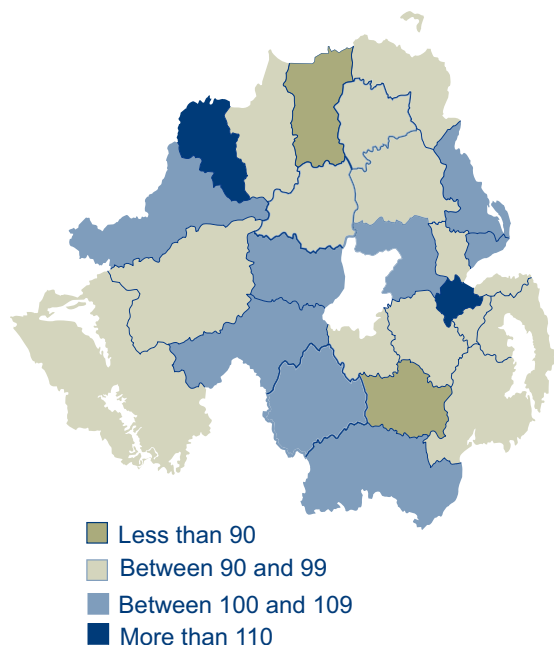 Less than 90
Between 90 and 99
Between 100 and 109
More than 110